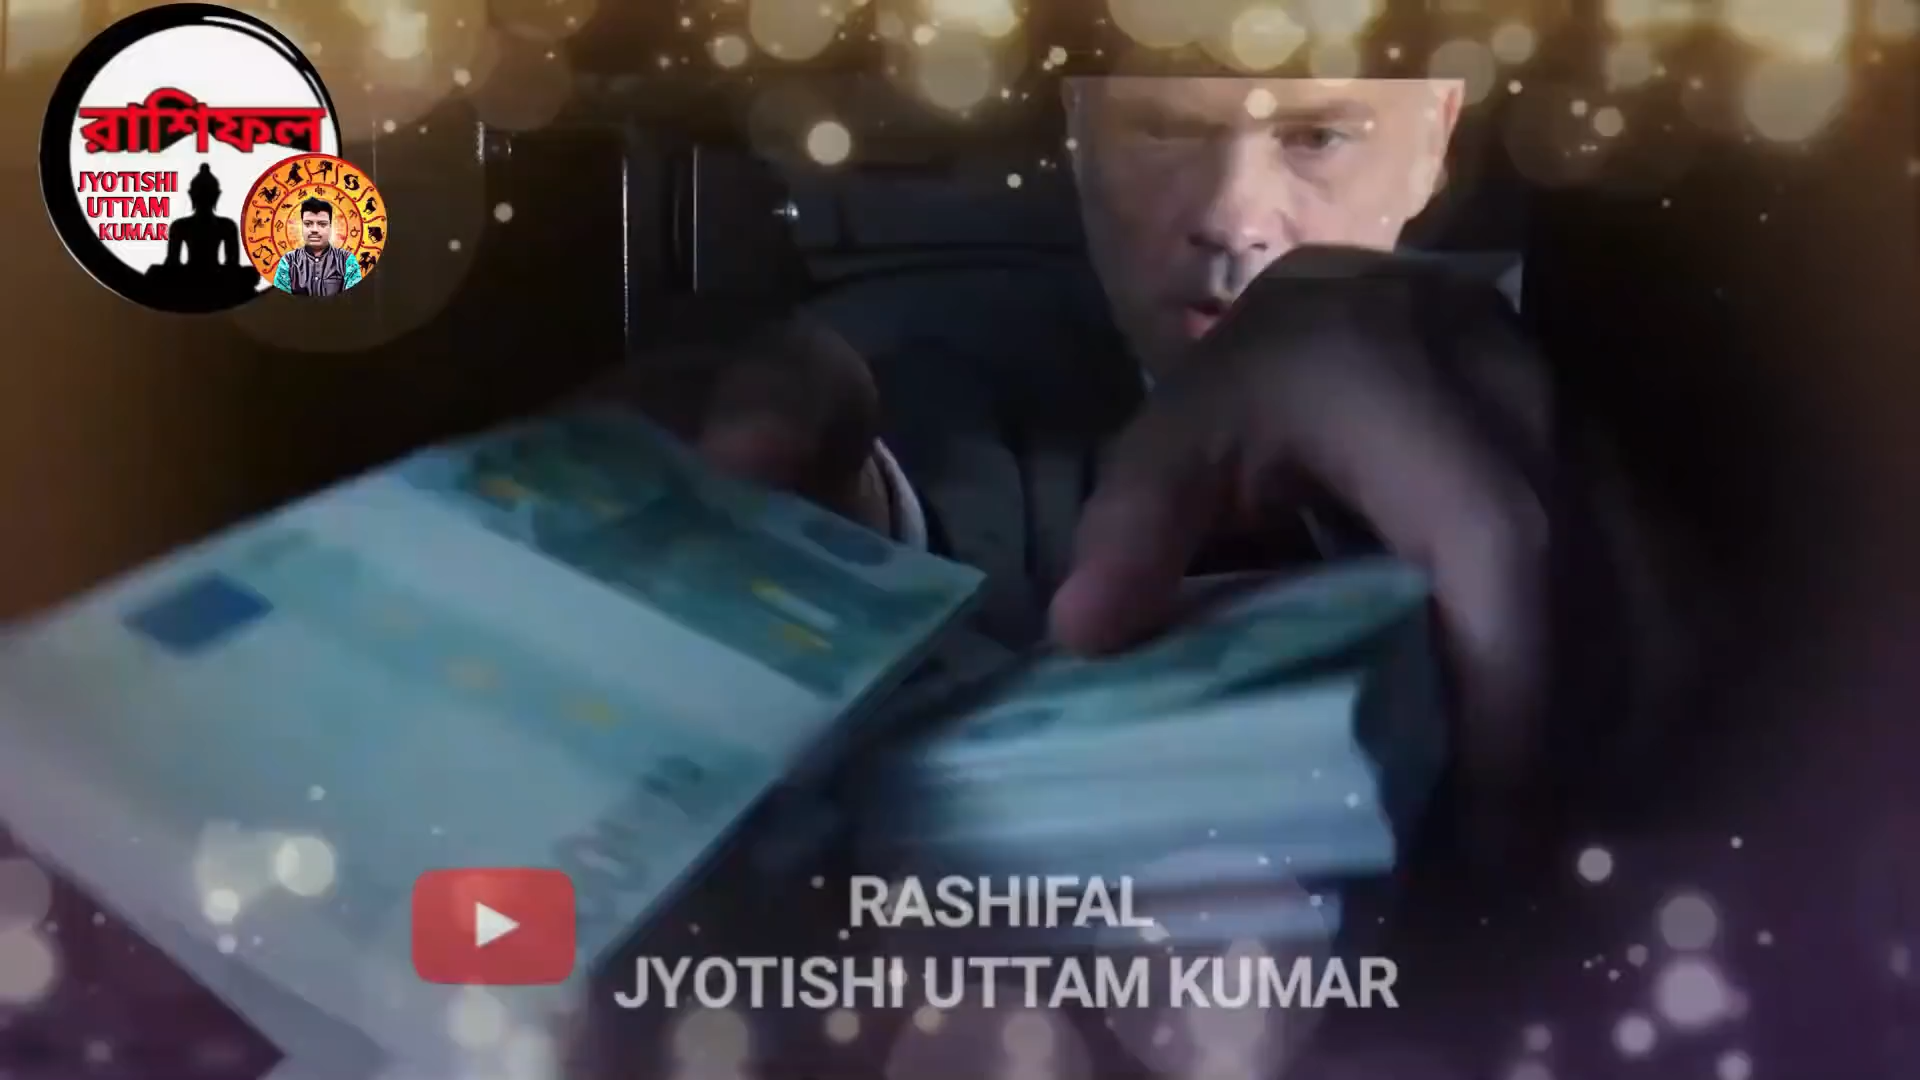 রাশিফল
JYOTISHI
UTTAM
KUMAR
RASHIFAL
JYOTISHI UTTAM KUMAR